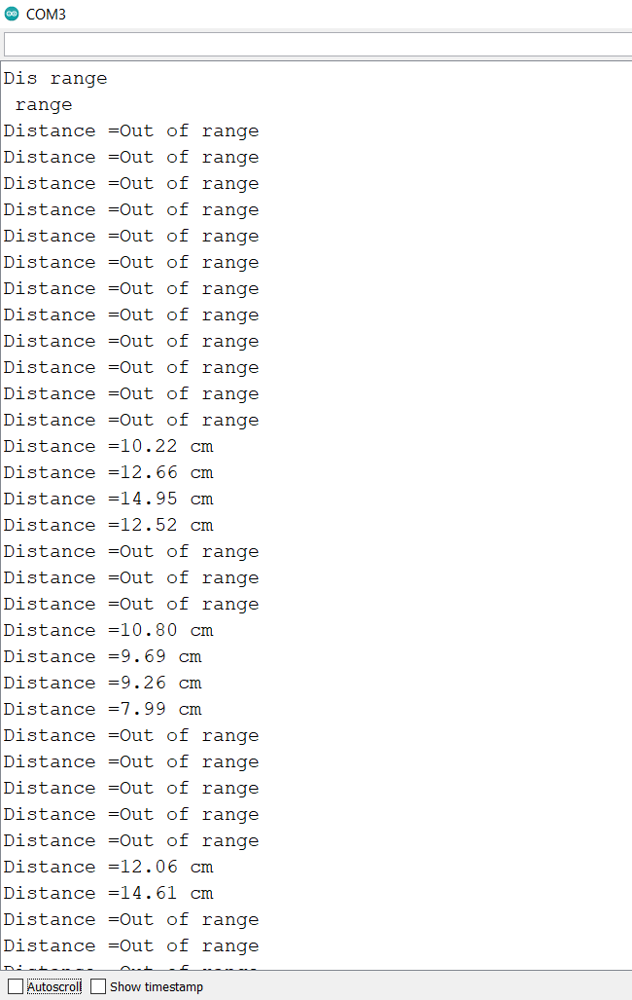 COM3
Dis range
 range
Distance =Out of range
Distance =Out of range
Distance =Out of range
Distance =Out of range
Distance =Out of range
Distance =Out of range
Distance =Out of range
Distance =Out of range
Distance =Out of range
Distance =Out of range
Distance =Out of range
Distance =Out of range
Distance =10.22 cm
Distance =12.66 cm
Distance =14.95 cm
Distance =12.52 cm
Distance =Out of range
Distance =Out of range
Distance =Out of range
Distance =10.80 cm
Distance =9.69 cm
Distance =9.26 cm
Distance =7.99 cm
Distance =Out of range
Distance =Out of range
Distance =Out of range
Distance =Out of range
Distance =Out of range
Distance =12.06 cm
Distance =14.61 cm
Distance =Out of range
Distance =Out of range
Distance =Out of range
Autoscroll Show timestamp